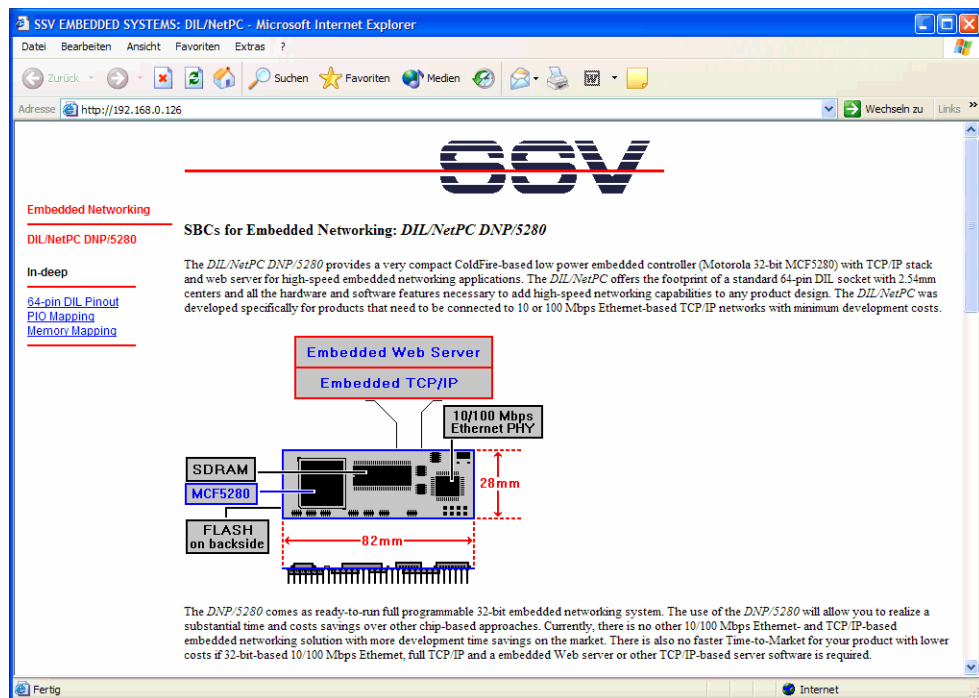 SSV EMBEDDED SYSTEMS: DIL/NetPC - Microsoft Internet Explorer
Datei Bearbeiten Ansicht Favoriten Extras ?
Zurück Suchen Favoriten Medien
Adresse http://192.168.0.126 Wechseln zu Links »
SSV
Embedded Networking
DIL/NetPC DNP/5280
In-deep
64-pin DIL Pinout
PIO Mapping
Memory Mapping
SBCs for Embedded Networking: DIL/NetPC DNP/5280
The DIL/NetPC DNP/5280 provides a very compact ColdFire-based low power embedded controller (Motorola 32-bit MCF5280) with TCP/IP stack
and web server for high-speed embedded networking applications. The DIL/NetPC offers the footprint of a standard 64-pin DIL socket with 2.54mm
centers and all the hardware and software features necessary to add high-speed networking capabilities to any product design. The DIL/NetPC was
developed specifically for products that need to be connected to 10 or 100 Mbps Ethernet-based TCP/IP networks with minimum development costs.
Embedded Web Server
Embedded TCP/IP
10/100 Mbps
Ethernet PHY
SDRAM
MCF5280
FLASH
on backside
28mm
82mm
The DNP/5280 comes as ready-to-run full programmable 32-bit embedded networking system. The use of the DNP/5280 will allow you to realize a
substantial time and costs savings over other chip-based approaches. Currently, there is no other 10/100 Mbps Ethernet- and TCP/IP-based
embedded networking solution with more development time savings on the market. There is also no faster Time-to-Market for your product with lower
costs if 32-bit-based 10/100 Mbps Ethernet, full TCP/IP and a embedded Web server or other TCP/IP-based server software is required.
Fertig Internet